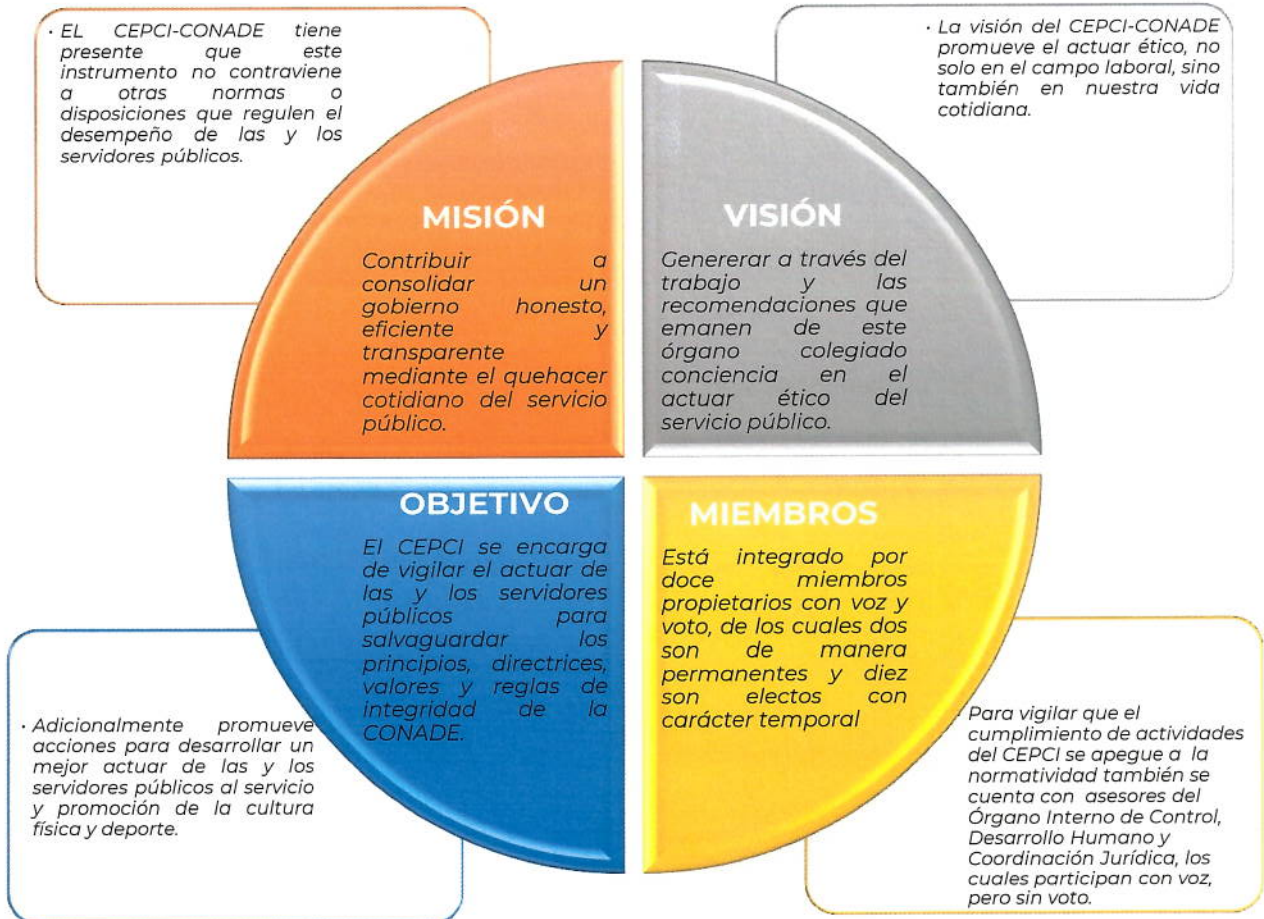 · EL CEPCI-CONADE tiene
presente que este
instrumento no contraviene
a otras normas o
disposiciones que regulen el
desempeño de las y los
servidores públicos.
· La visión del CEPCI-CONADE
promueve el actuar ético, no
solo en el campo laboral, sino
también en nuestra vida
cotidiana.
MISIÓN
Contribuir a
consolidar un
gobierno honesto,
eficiente y
transparente
mediante el quehacer
cotidiano del servicio
público.
VISIÓN
Genererar a través del
trabajo y las
recomendaciones que
emanen de este
órgano colegiado
conciencia en el
actuar ético del
servicio público.
OBJETIVO
El CEPCI se encarga
de vigilar el actuar de
las y los servidores
públicos para
salvaguardar los
principios, directrices,
valores y reglas de
integridad de la
CONADE.
MIEMBROS
Está integrado por
doce miembros
propietarios con voz y
voto, de los cuales dos
son de manera
permanentes y diez
son electos con
carácter temporal
· Adicionalmente promueve
acciones para desarrollar un
mejor actuar de las y los
servidores públicos al servicio
y promoción de la cultura
física y deporte.
· Para vigilar que el
cumplimiento de actividades
del CEPCI se apegue a la
normatividad también se
cuenta con asesores del
Órgano Interno de Control,
Desarrollo Humano y
Coordinación Jurídica, los
cuales participan con voz,
pero sin voto.